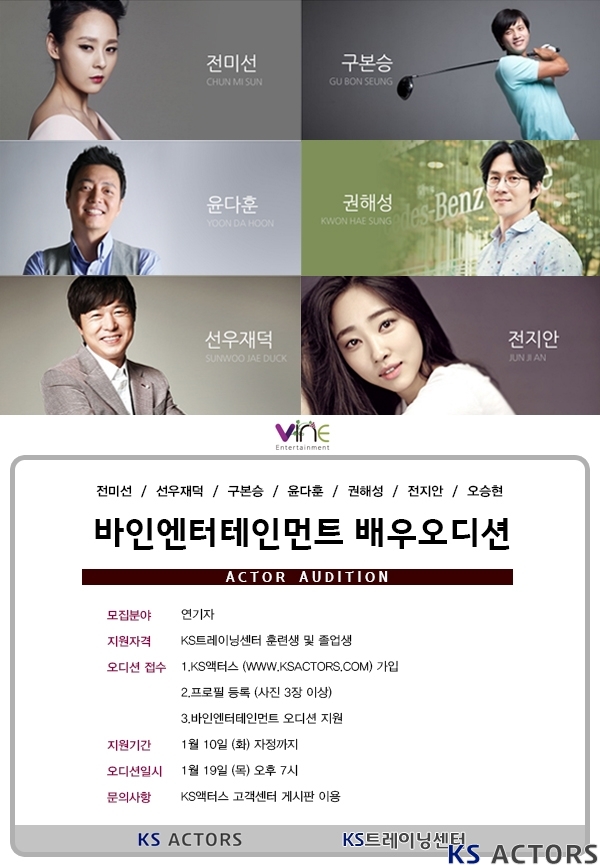 전미선
CHUN MI SUN
구본승
GU BON SEUNG
윤다훈
YOON DA HOON
권해성
KWON HAE SUNG
des-Benz
선우재덕
SUNWOO JAE DUCK
전지안
JUN JI AN
VINE
Entertainment
전미선 / 선우재덕 / 구본승 / 윤다훈 / 권해성 / 전지안 / 오승현
바인엔터테인먼트 배우오디션
ACTOR AUDITION
모집분야 연기자
지원자격 KS트레이닝센터 훈련생 및 졸업생
오디션 접수 1.KS액터스 (WWW.KSACTORS.COM) 가입
2.프로필 등록 (사진 3장 이상)
3.바인엔터테인먼트 오디션 지원
지원기간 1월 10일 (화) 자정까지
오디션일시 1월 19일 (목) 오후 7시
문의사항 KS액터스 고객센터 게시판 이용
KS ACTORS KS트레이닝센터
KS ACTORS